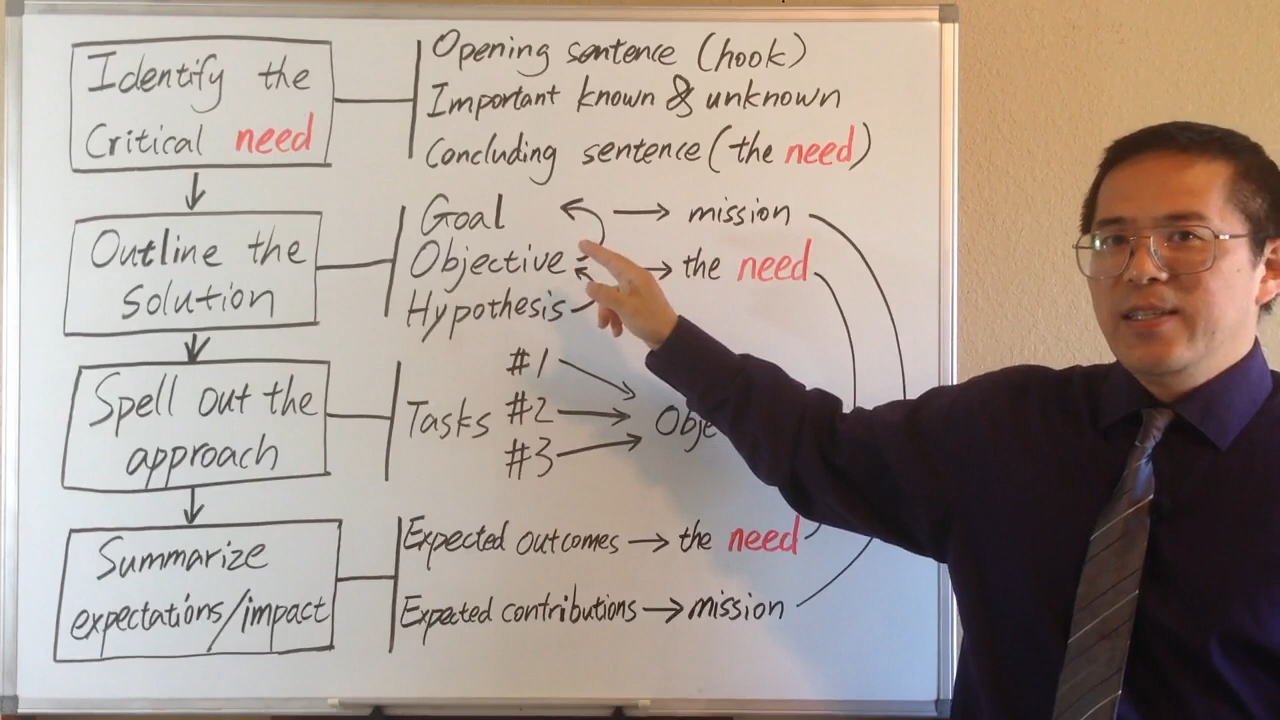 Identify the
Critical need
Opening sentence (hook)
Important known & unknown
Concluding sentence (the need)
Outline the
solution
Goal → mission
Objective → the need
Hypothesis
Spell out the
approach
Tasks
#1
#2
#3
Summarize
expectations/impact
Expected outcomes → the need
Expected contributions → mission